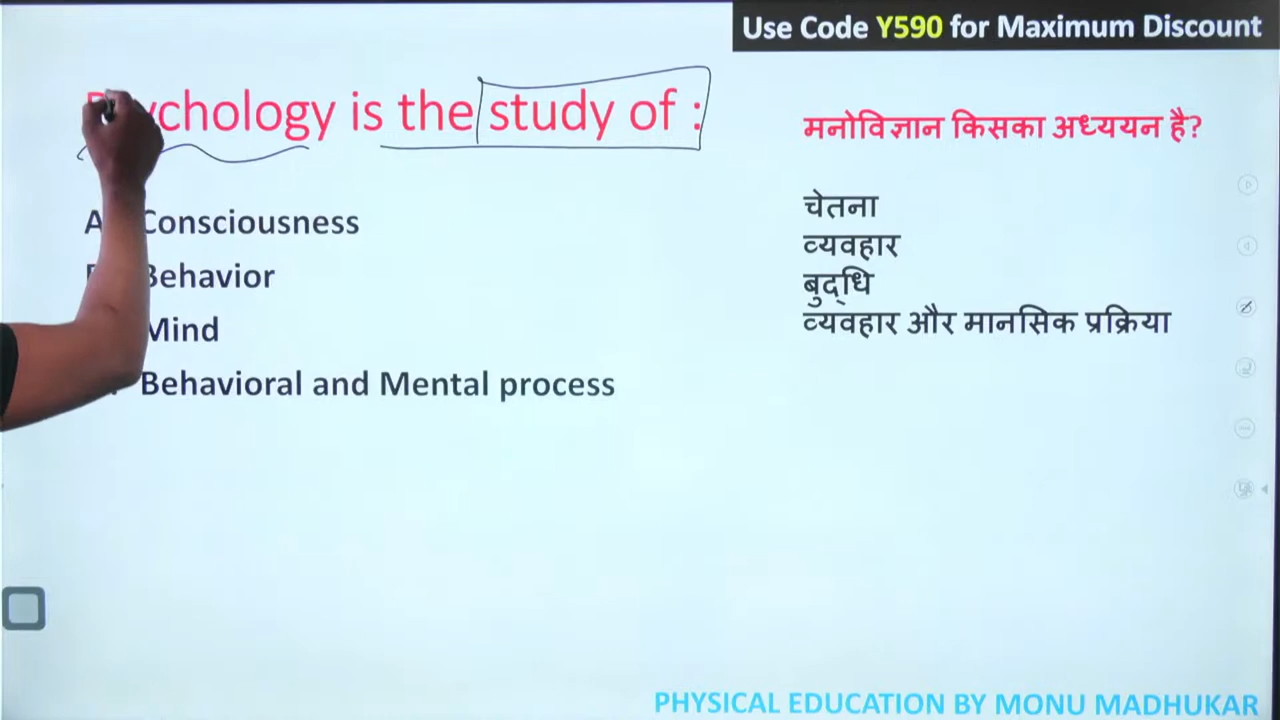 Use Code Y590 for Maximum Discount
ychology is the study of :
मनोविज्ञान किसका अध्ययन है?
A Consciousness
Behavior
Mind
Behavioral and Mental process
चेतना
व्यवहार
बुद्धि
व्यवहार और मानसिक प्रक्रिया
PHYSICAL EDUCATION BY MONU MADHUKAR